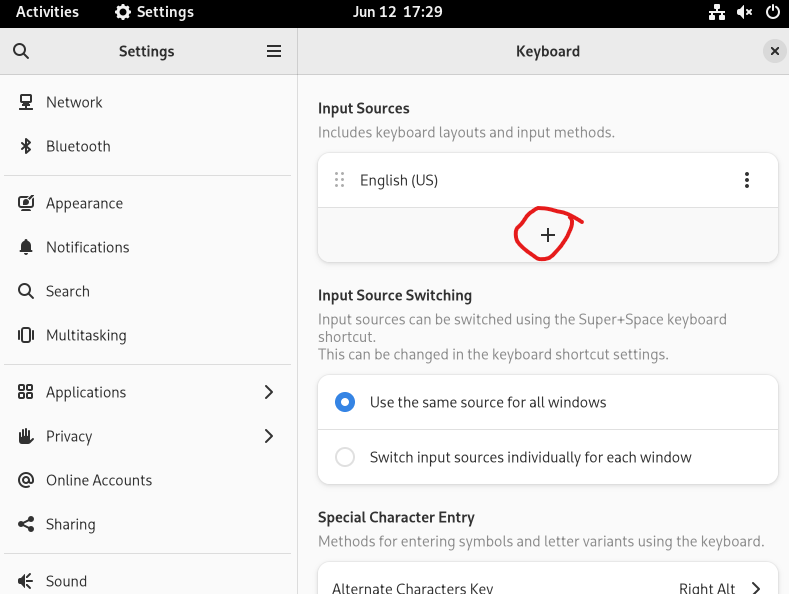 Activities Settings Jun 12 17:29
Settings Keyboard
Network
Bluetooth
Appearance
Notifications
Search
Multitasking
Applications
Privacy
Online Accounts
Sharing
Sound
Input Sources
Includes keyboard layouts and input methods.
English (US)
Input Source Switching
Input sources can be switched using the Super+Space keyboard
shortcut.
This can be changed in the keyboard shortcut settings.
Use the same source for all windows
Switch input sources individually for each window
Special Character Entry
Methods for entering symbols and letter variants using the keyboard.
Alternate Characters Key Right Alt